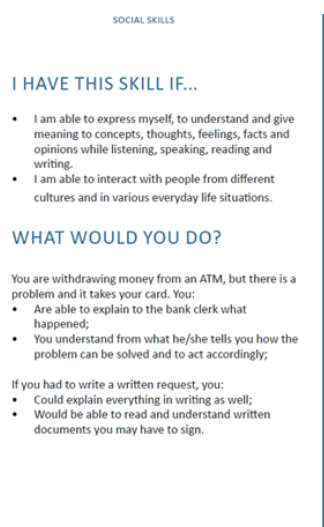 SOCIAL SKILLS
I HAVE THIS SKILL IF...
• I am able to express myself, to understand and give
meaning to concepts, thoughts, feelings, facts and
opinions while listening, speaking, reading and
writing.
• I am able to interact with people from different
cultures and in various everyday life situations.
WHAT WOULD YOU DO?
You are withdrawing money from an ATM, but there is a
problem and it takes your card. You:
• Are able to explain to the bank clerk what
happened;
• You understand from what he/she tells you how the
problem can be solved and to act accordingly;
If you had to write a written request, you:
• Could explain everything in writing as well;
• Would be able to read and understand written
documents you may have to sign.